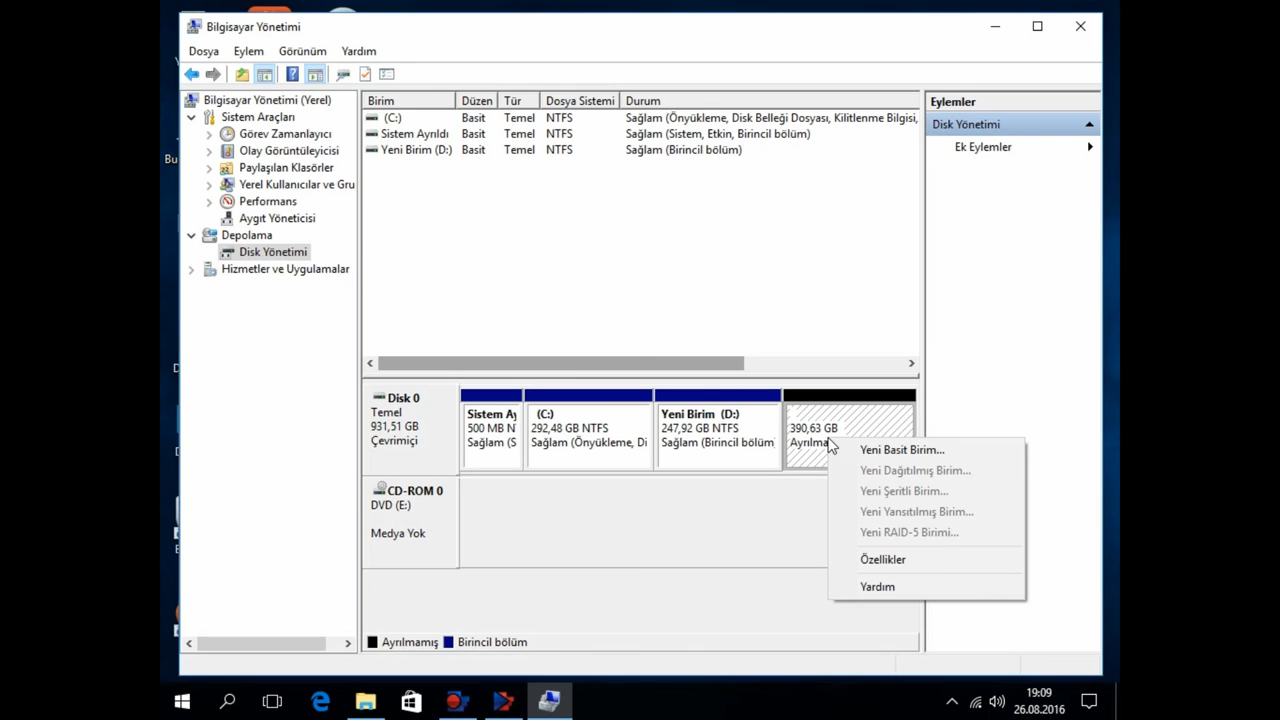 Bilgisayar Yönetimi
Dosya Eylem Görünüm Yardım
Bilgisayar Yönetimi (Yerel)
Sistem Araçları
Görev Zamanlayıcı
Olay Görüntüleyicisi
Paylaşılan Klasörler
Yerel Kullanıcılar ve Gru
Performans
Aygıt Yöneticisi
Depolama
Disk Yönetimi
Hizmetler ve Uygulamalar
Birim Düzen Tür Dosya Sistemi Durum
(C:) Basit Temel NTFS Sağlam (Önyükleme, Disk Belleği Dosyası, Kilitlenme Bilgisi,
Sistem Ayrıldı Basit Temel NTFS Sağlam (Sistem, Etkin, Birincil bölüm)
Yeni Birim (D:) Basit Temel NTFS Sağlam (Birincil bölüm)
Eylemler
Disk Yönetimi
Ek Eylemler
Disk 0
Temel
931,51 GB
Çevrimiçi
Sistem Ay
500 MB N
Sağlam (S
(C:)
292,48 GB NTFS
Sağlam (Önyükleme, Di
Yeni Birim (D:)
247,92 GB NTFS
Sağlam (Birincil bölüm
390,63 GB
Ayrılma
Yeni Basit Birim...
Yeni Dağıtılmış Birim...
Yeni Şeritli Birim...
Yeni Yansıtılmış Birim...
Yeni RAID-5 Birimi...
Özellikler
Yardım
CD-ROM 0
DVD (E:)
Medya Yok
Ayrılmamış Birincil bölüm
19:09
26.08.2016